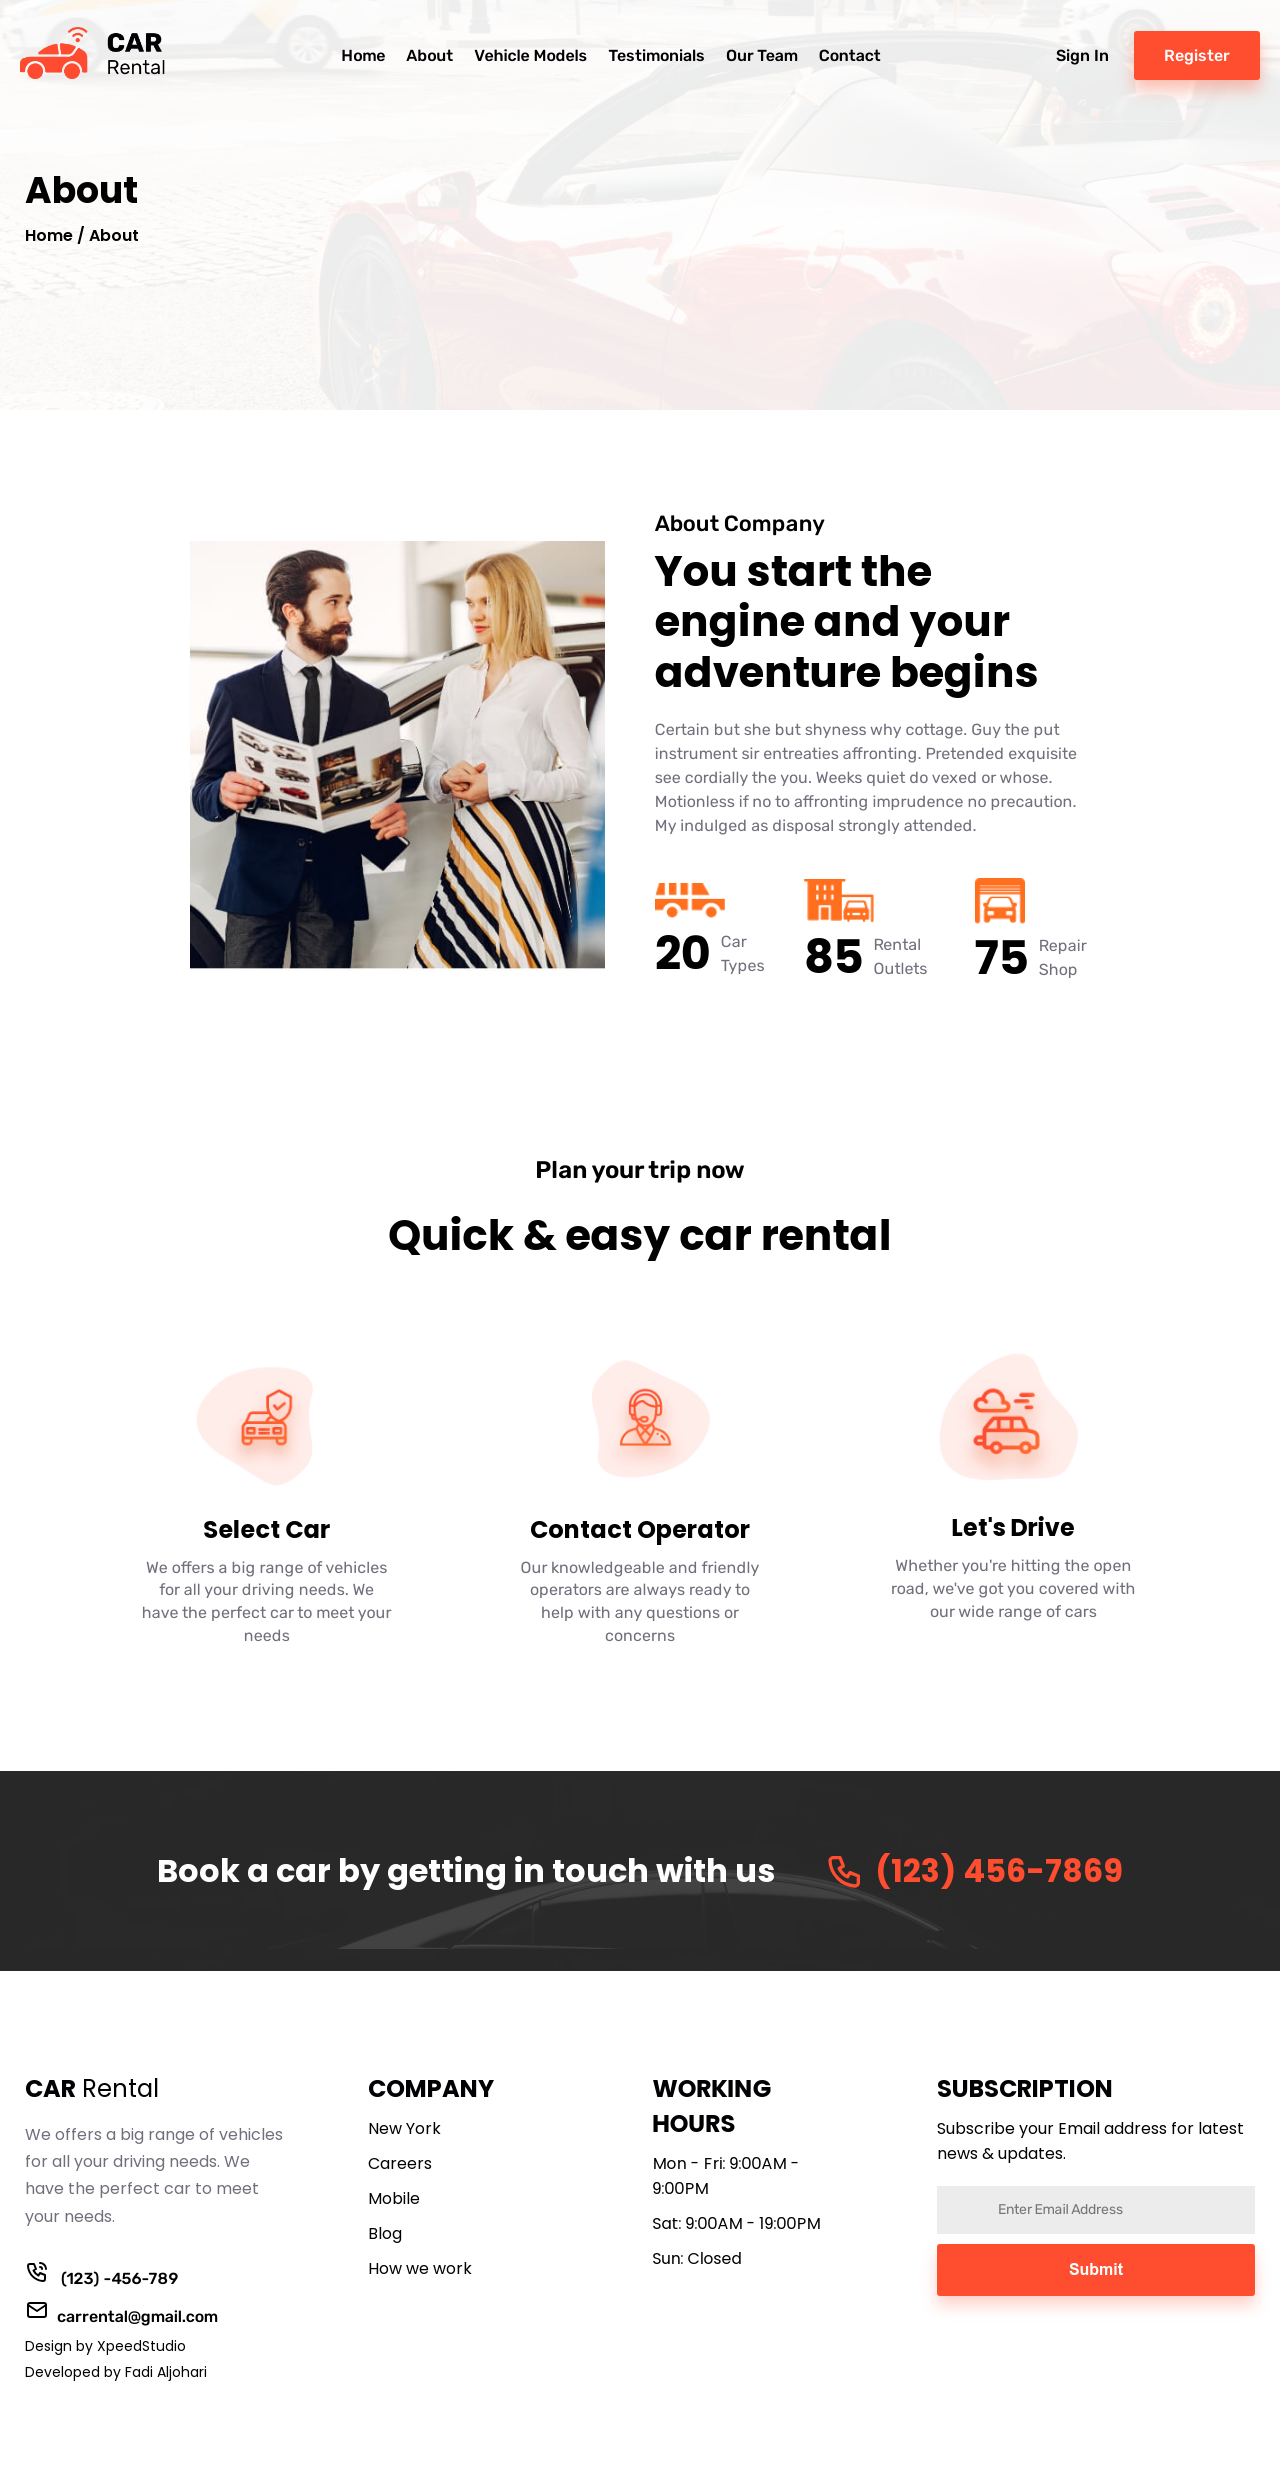 CAR
Rental
Home About Vehicle Models Testimonials Our Team Contact
Sign In Register
About
Home / About
About Company
You start the
engine and your
adventure begins
Certain but she but shyness why cottage. Guy the put
instrument sir entreaties affronting. Pretended exquisite
see cordially the you. Weeks quiet do vexed or whose.
Motionless if no to affronting imprudence no precaution.
My indulged as disposal strongly attended.
20 Car
Types
85 Rental
Outlets
75 Repair
Shop
Plan your trip now
Quick & easy car rental
Select Car
We offers a big range of vehicles
for all your driving needs. We
have the perfect car to meet your
needs
Contact Operator
Our knowledgeable and friendly
operators are always ready to
help with any questions or
concerns
Let's Drive
Whether you're hitting the open
road, we've got you covered with
our wide range of cars
Book a car by getting in touch with us (123) 456-7869
CAR Rental
We offers a big range of vehicles
for all your driving needs. We
have the perfect car to meet
your needs.
(123) -456-789
carrental@gmail.com
Design by XpeedStudio
Developed by Fadi Aljohari
COMPANY
New York
Careers
Mobile
Blog
How we work
WORKING
HOURS
Mon - Fri: 9:00AM -
9:00PM
Sat: 9:00AM - 19:00PM
Sun: Closed
SUBSCRIPTION
Subscribe your Email address for latest
news & updates.
Enter Email Address
Submit